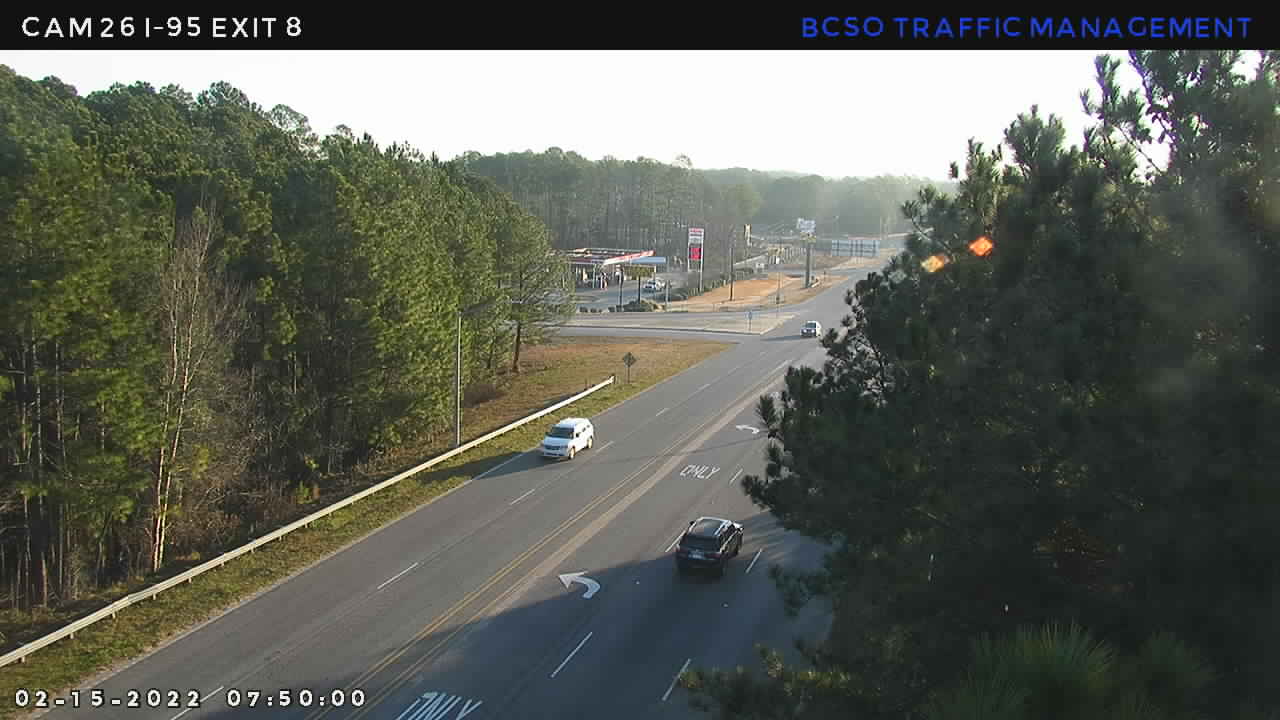 CAM 26 I-95 EXIT 8
BCSO TRAFFIC MANAGEMENT
ONLY
ONLY
02-15-2022 07:50:00